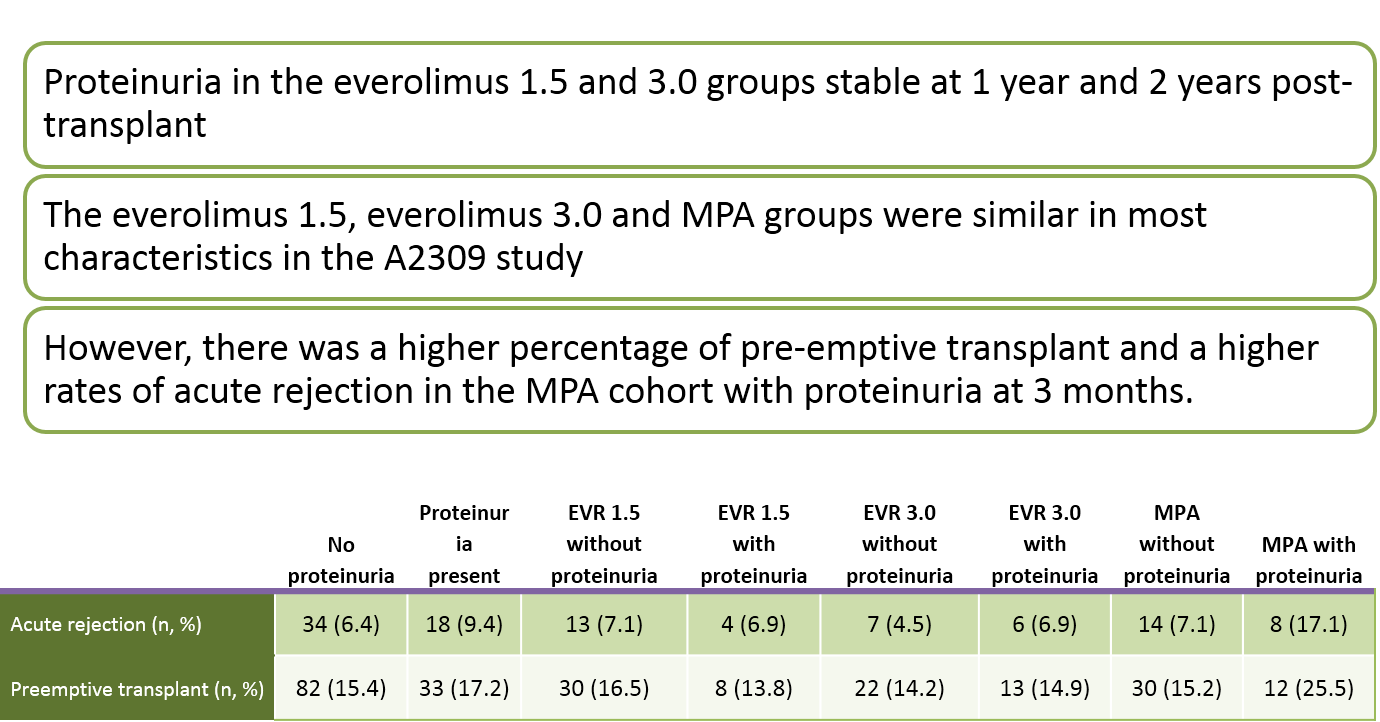 Proteinuria in the everolimus 1.5 and 3.0 groups stable at 1 year and 2 years post-
transplant
The everolimus 1.5, everolimus 3.0 and MPA groups were similar in most
characteristics in the A2309 study
However, there was a higher percentage of pre-emptive transplant and a higher
rates of acute rejection in the MPA cohort with proteinuria at 3 months.
No
proteinuria
Proteinur
ia
present
EVR 1.5
without
proteinuria
EVR 1.5
with
proteinuria
EVR 3.0
without
proteinuria
EVR 3.0
with
proteinuria
MPA
without
proteinuria
MPA with
proteinuria
Acute rejection (n, %) 34 (6.4) 18 (9.4) 13 (7.1) 4 (6.9) 7 (4.5) 6 (6.9) 14 (7.1) 8 (17.1)
Preemptive transplant (n, %) 82 (15.4) 33 (17.2) 30 (16.5) 8 (13.8) 22 (14.2) 13 (14.9) 30 (15.2) 12 (25.5)